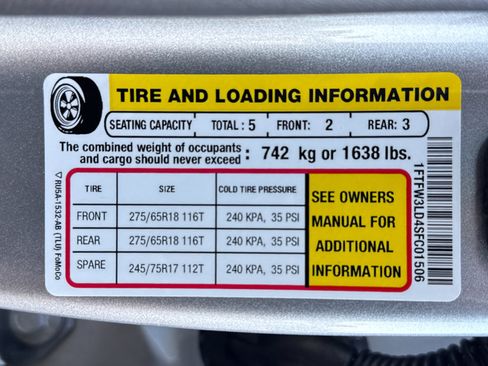 TIRE AND LOADING INFORMATION
SEATING CAPACITY TOTAL : 5 FRONT: 2 REAR: 3
The combined weight of occupants
and cargo should never exceed : 742 kg or 1638 lbs.
TIRE SIZE COLD TIRE PRESSURE
FRONT 275/65R18 116T 240 KPA, 35 PSI
REAR 275/65R18 116T 240 KPA, 35 PSI
SPARE 245/75R17 112T 240 KPA, 35 PSI
SEE OWNERS
MANUAL FOR
ADDITIONAL
INFORMATION
▽ RU5A-1532-AB (TLU) FoMoCo
1FTFW3LD4SFC01506